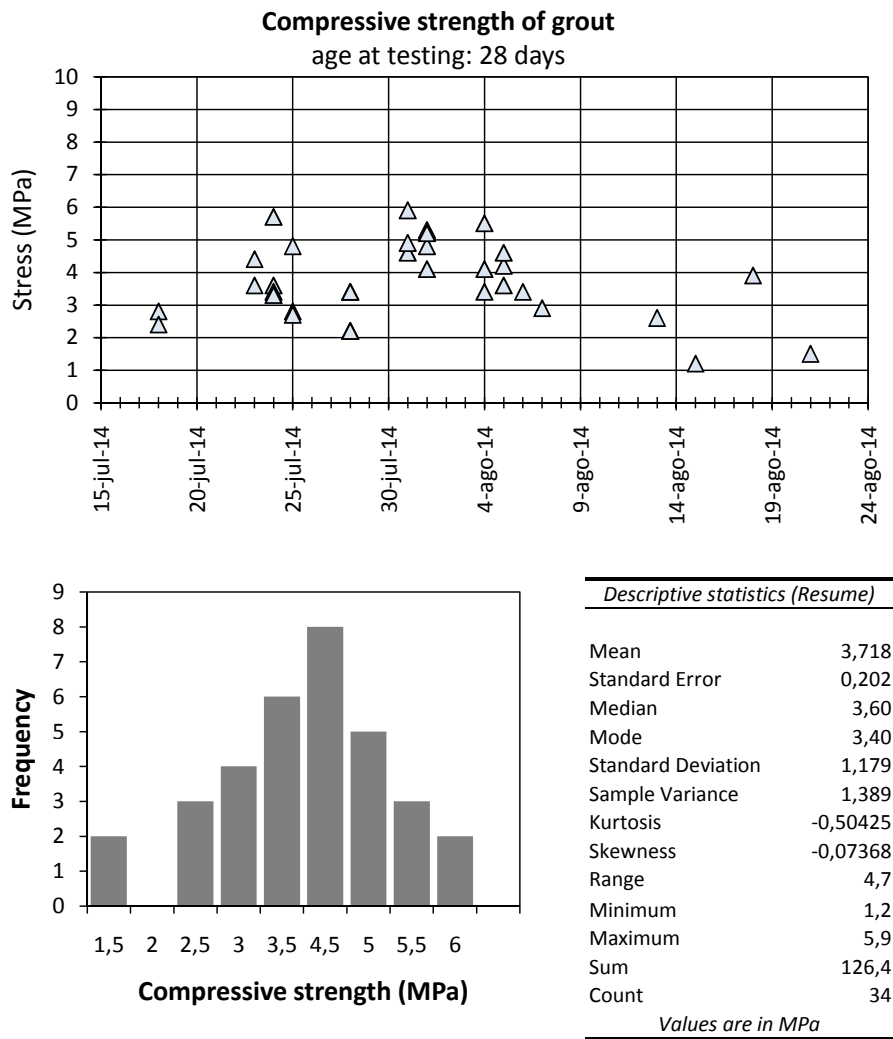 Compressive strength of grout
age at testing: 28 days
10
9
8
7
6
5
4
3
2
1
0
Stress (MPa)
15-jul-14
20-jul-14
25-jul-14
30-jul-14
4-ago-14
9-ago-14
14-ago-14
19-ago-14
24-ago-14
9
8
7
6
5
4
3
2
1
0
Frequency
1,5 2 2,5 3 3,5 4,5 5 5,5 6
Compressive strength (MPa)
Descriptive statistics (Resume)
Mean 3,718
Standard Error 0,202
Median 3,60
Mode 3,40
Standard Deviation 1,179
Sample Variance 1,389
Kurtosis -0,50425
Skewness -0,07368
Range 4,7
Minimum 1,2
Maximum 5,9
Sum 126,4
Count 34
Values are in MPa